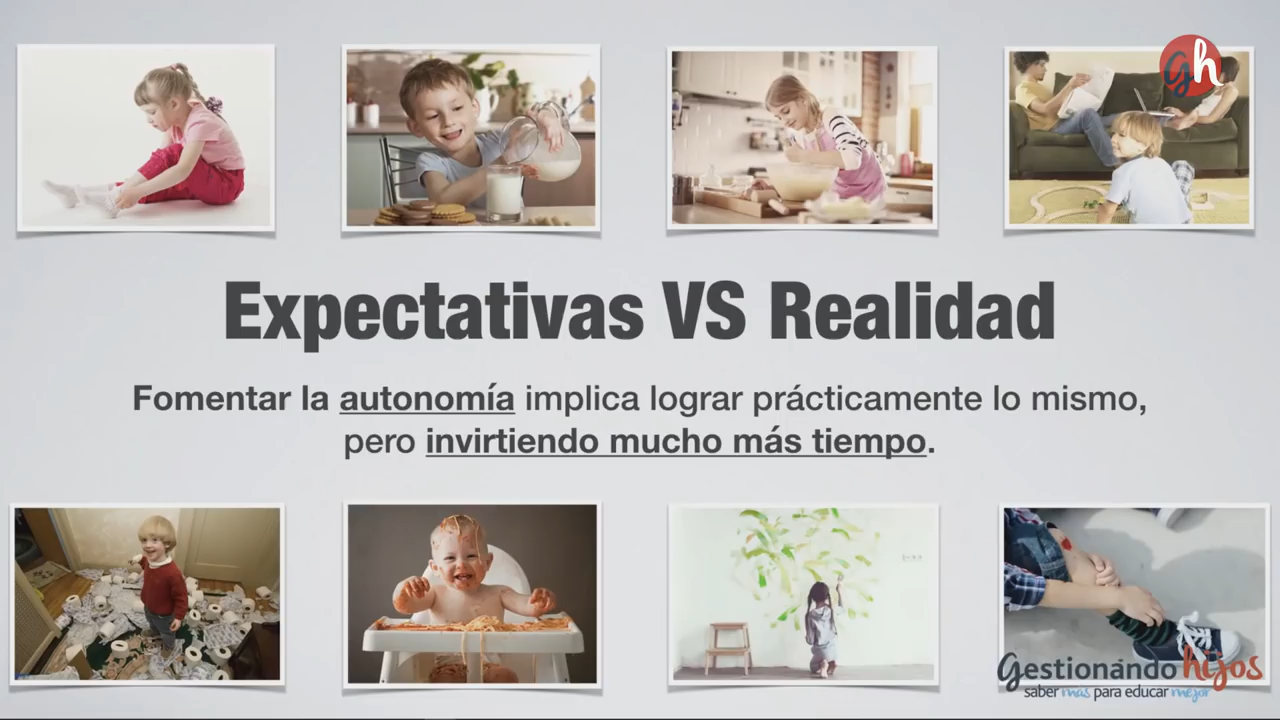 gh
Expectativas VS Realidad
Fomentar la autonomía implica lograr prácticamente lo mismo,
pero invirtiendo mucho más tiempo.
Gestionando hijos
saber mas para educar mejor